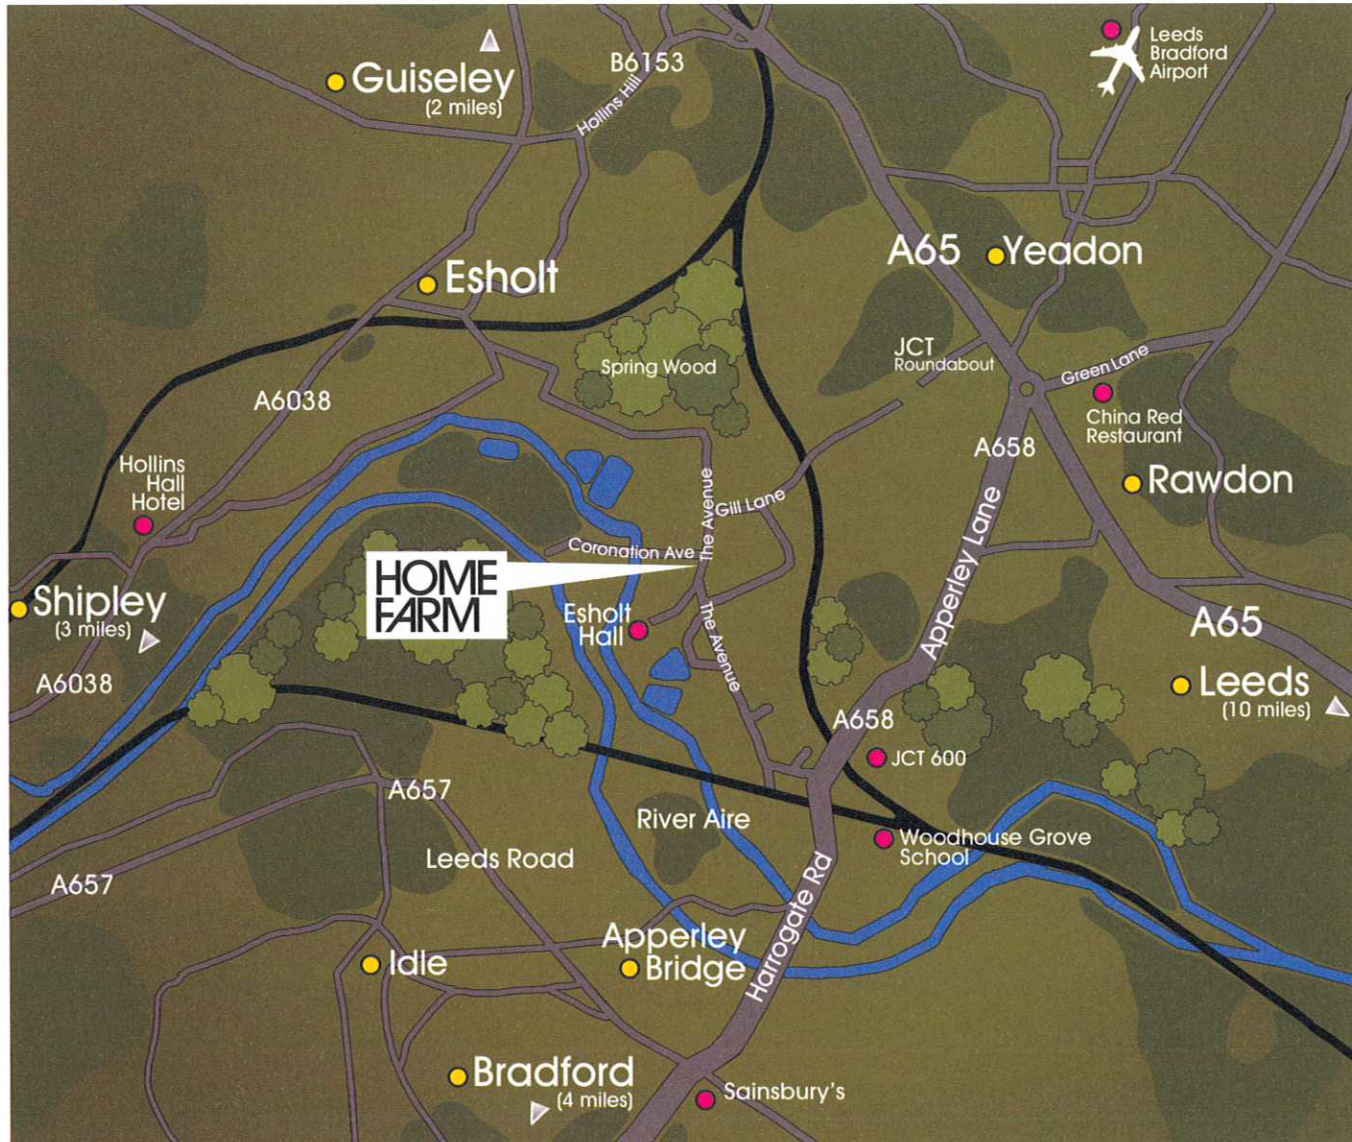 Leeds
Bradford
Airport
B6153
Guiseley
(2 miles)
Hollins Hill
A65
Yeadon
Esholt
JCT
Roundabout
Green Lane
Spring Wood
A6038
China Red
Restaurant
A658
Hollins
Hall
Hotel
Rawdon
The Avenue
Gill Lane
Apperley Lane
Coronation Ave
HOME
FARM
Shipley
(3 miles)
Esholt
Hall
The Avenue
A65
A6038
Leeds
(10 miles)
A658
JCT 600
A657
River Aire
Woodhouse Grove
School
Leeds Road
A657
Harrogate Rd
Apperley
Bridge
Idle
Bradford
(4 miles)
Sainsbury's